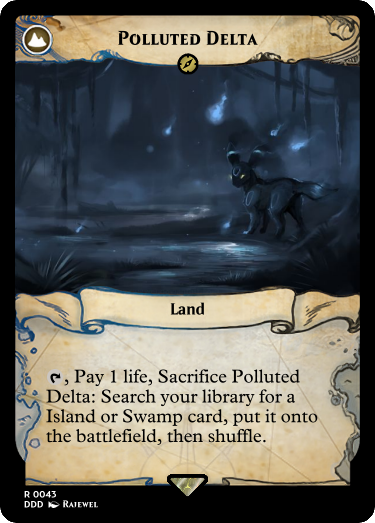 Polluted Delta
Land
, Pay 1 life, Sacrifice Polluted
Delta: Search your library for a
Island or Swamp card, put it onto
the battlefield, then shuffle.
R 0043
DDD Rajewel